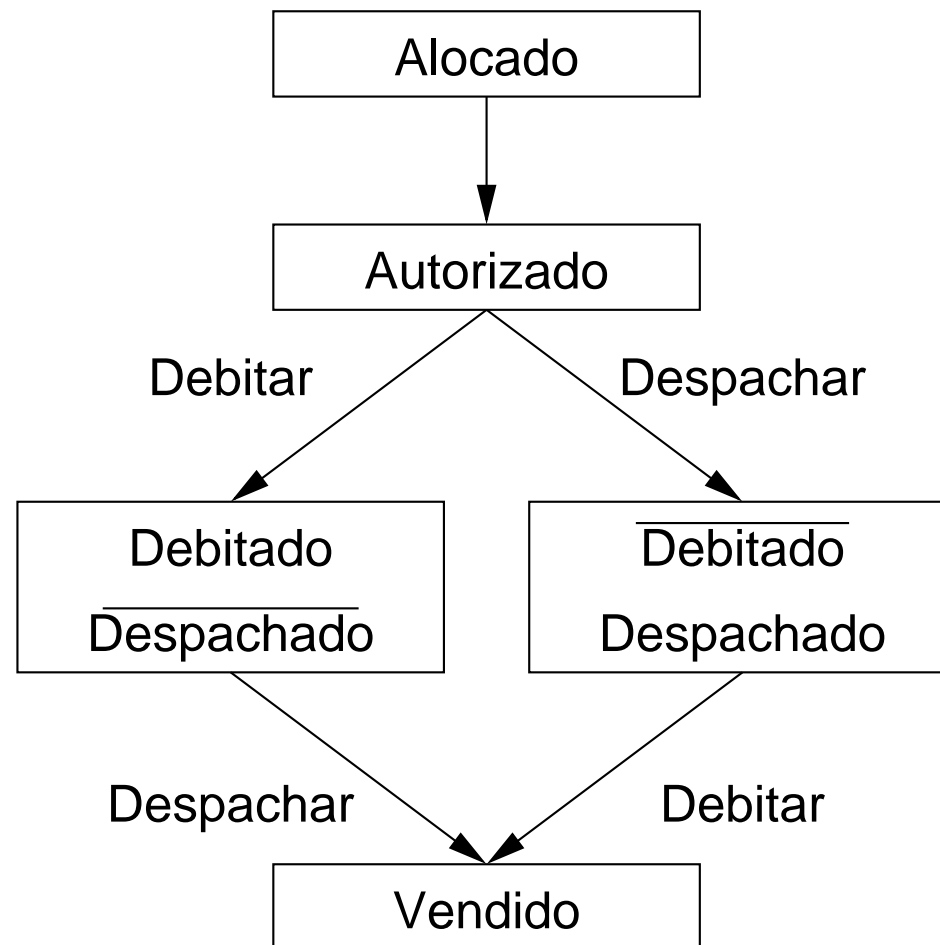 Alocado
Autorizado
Debitar
Despachar
Debitado
Despachado
Debitado
Despachado
Despachar
Debitar
Vendido